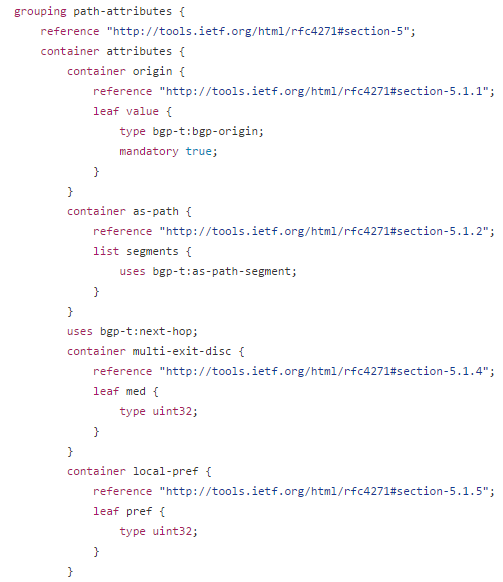 grouping path-attributes {
reference "http://tools.ietf.org/html/rfc4271#section-5";
container attributes {
container origin {
reference "http://tools.ietf.org/html/rfc4271#section-5.1.1";
leaf value {
type bgp-t:bgp-origin;
mandatory true;
}
}
container as-path {
reference "http://tools.ietf.org/html/rfc4271#section-5.1.2";
list segments {
uses bgp-t:as-path-segment;
}
}
uses bgp-t:next-hop;
container multi-exit-disc {
reference "http://tools.ietf.org/html/rfc4271#section-5.1.4";
leaf med {
type uint32;
}
}
container local-pref {
reference "http://tools.ietf.org/html/rfc4271#section-5.1.5";
leaf pref {
type uint32;
}
}